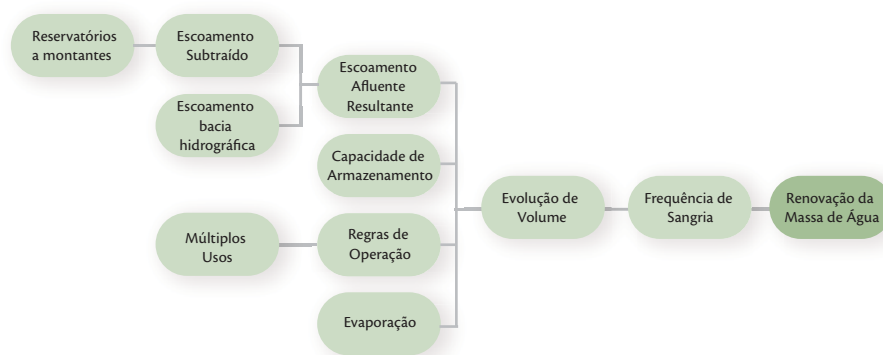 Reservatórios
a montantes
Escoamento
Subtraído
Escoamento
bacia
hidrográfica
Escoamento
Afluente
Resultante
Capacidade de
Armazenamento
Múltiplos
Usos
Regras de
Operação
Evaporação
Evolução de
Volume
Frequência de
Sangria
Renovação da
Massa de Água